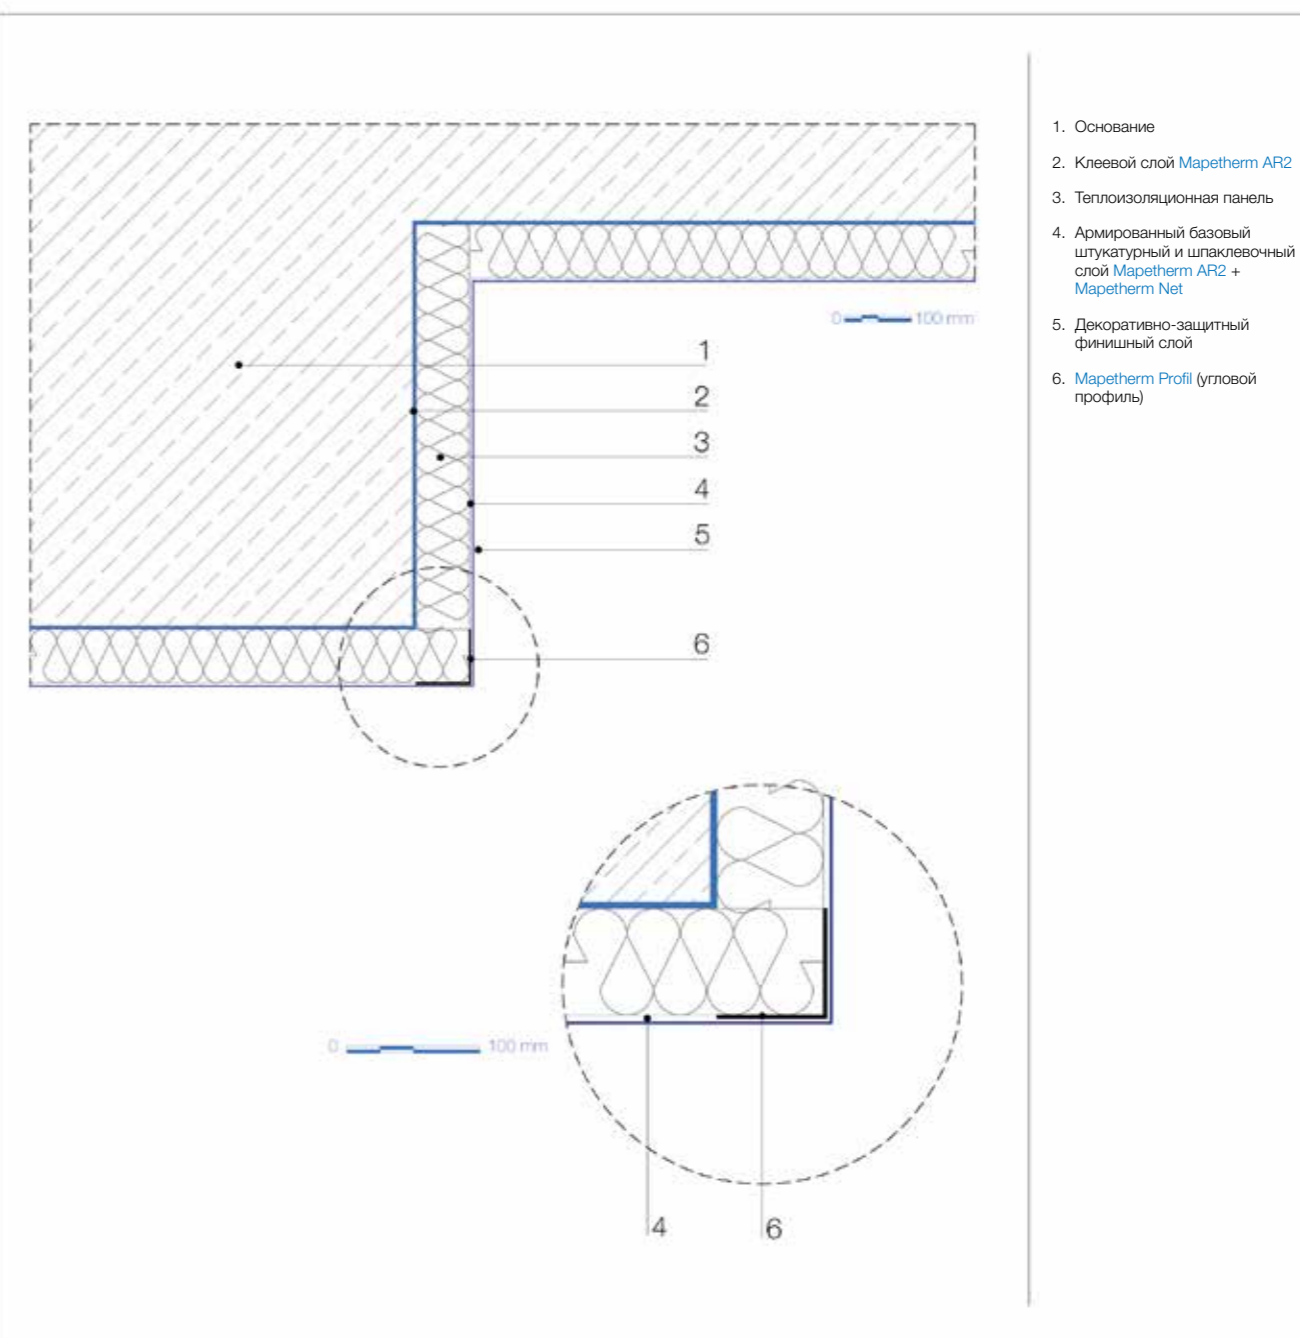 1. Основание
2. Клеевой слой Mapetherm AR2
3. Теплоизоляционная панель
4. Армированный базовый
штукатурный и шпаклевочный
слой Mapetherm AR2 +
Mapetherm Net
5. Декоративно-защитный
финишный слой
6. Mapetherm Profil (угловой
профиль)
0 100 mm
1
2
3
4
5
6
0 100 mm
4 6